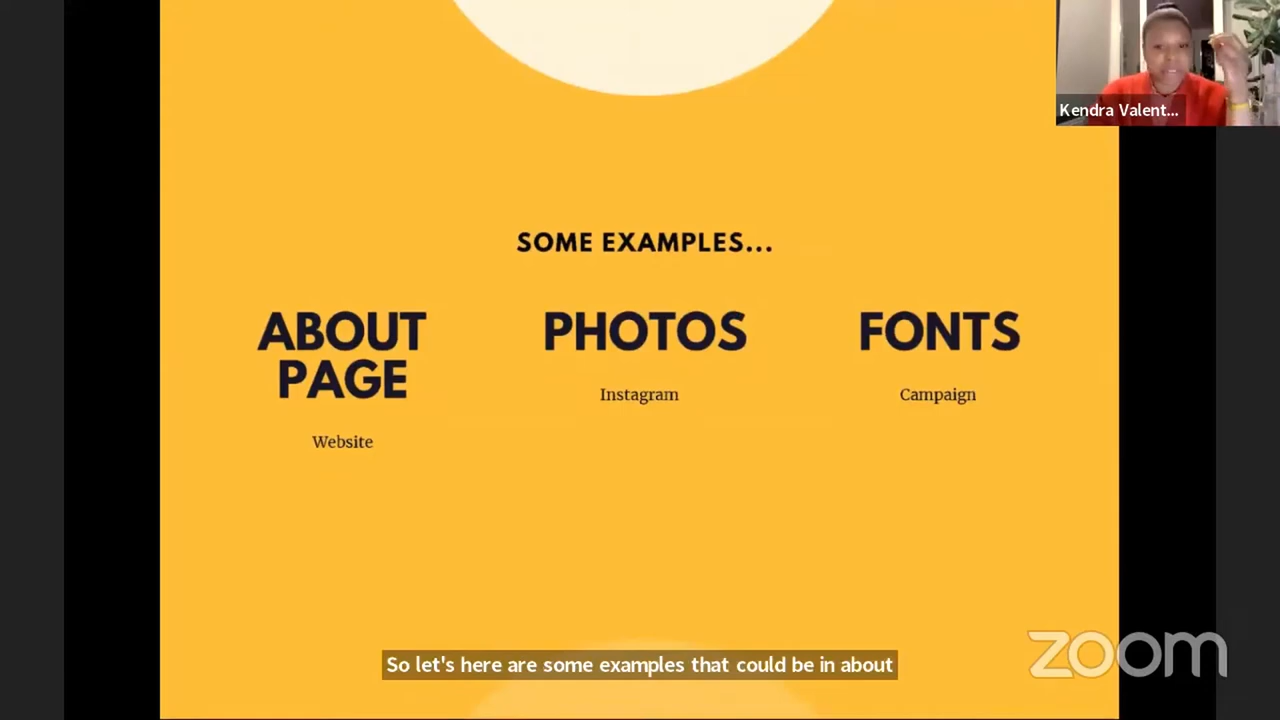 Kendra Valent...
SOME EXAMPLES...
ABOUT
PAGE
Website
PHOTOS
Instagram
FONTS
Campaign
So let's here are some examples that could be in about
zoom